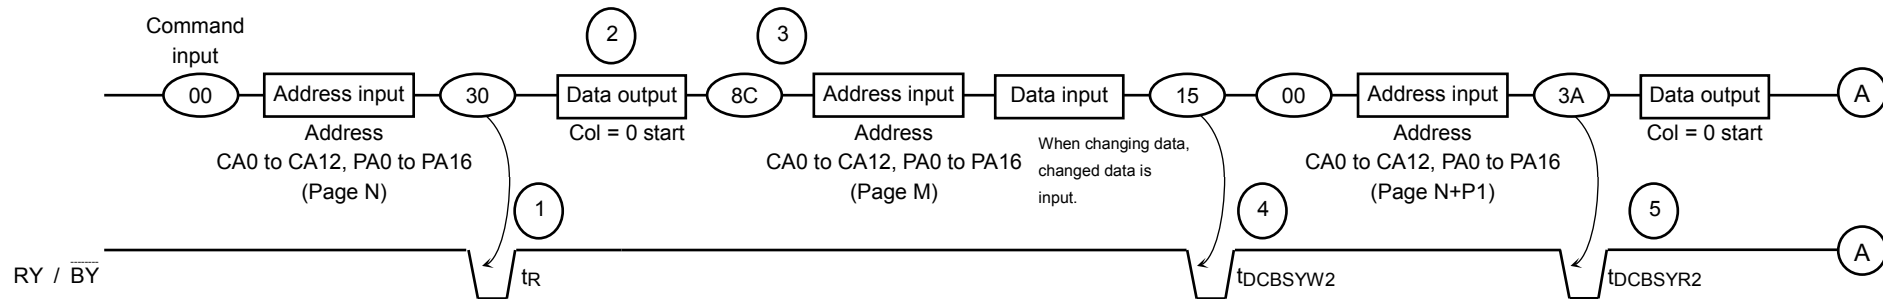 Command
input
2
3
00
Address input
30
Data output
8C
Address input
Data input
15
00
Address input
3A
Data output
A
Address
CA0 to CA12, PA0 to PA16
(Page N)
Col = 0 start
Address
CA0 to CA12, PA0 to PA16
(Page M)
When changing data,
changed data is
input.
Address
CA0 to CA12, PA0 to PA16
(Page N+P1)
Col = 0 start
1
4
5
RY / BY
tR
tDCBSYW2
tDCBSYR2
A